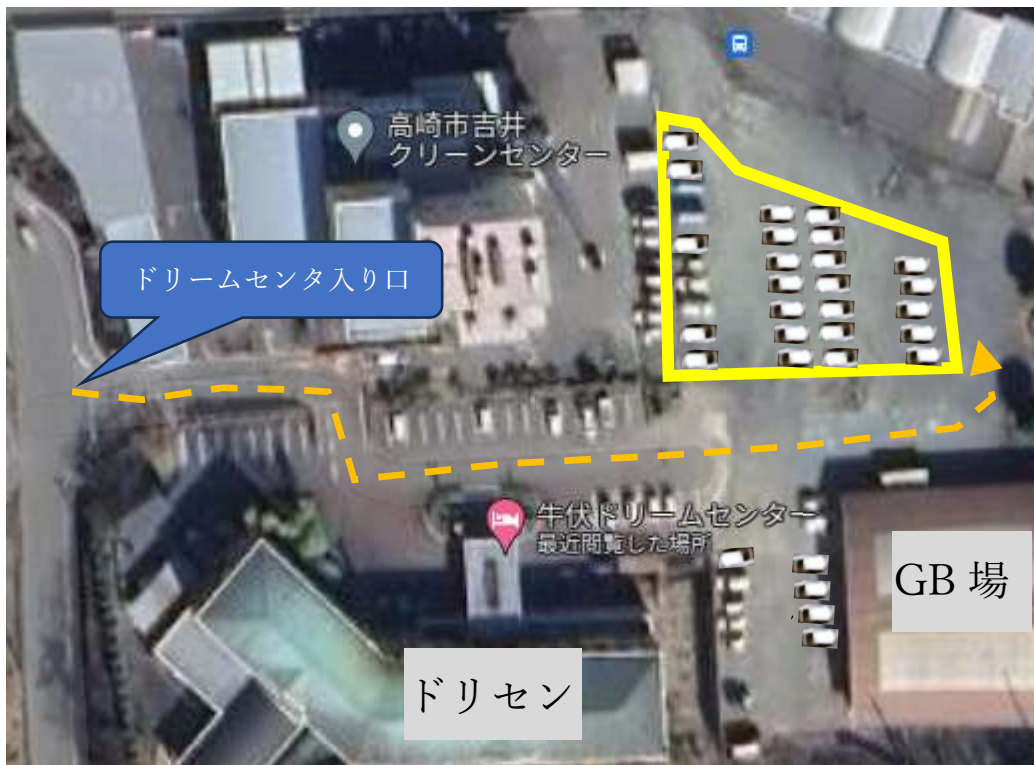 高崎市吉井
クリーンセンター
ドリームセンタ入り口
牛伏ドリームセンター
最近閲覧した場所
GB 場
ドリセン